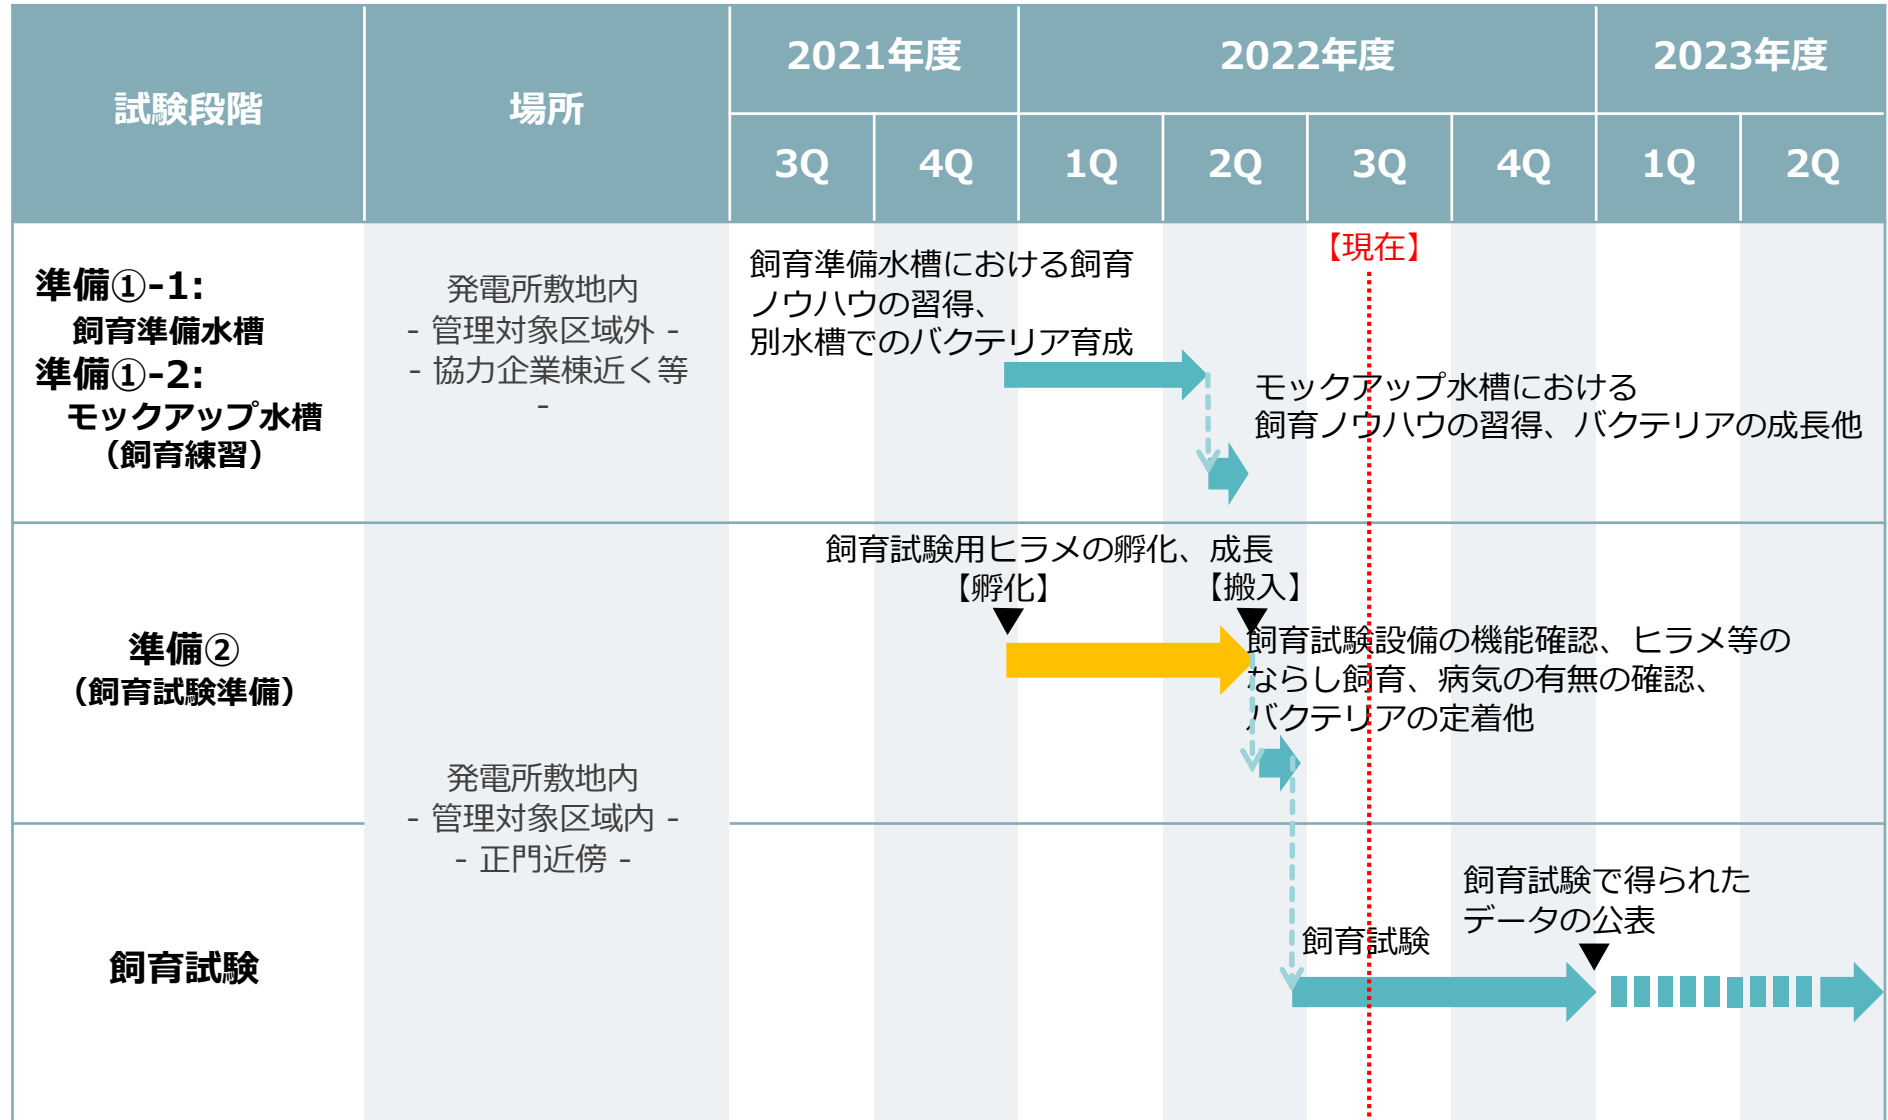 試験段階
場所
2021年度
2022年度
2023年度
3Q
4Q
1Q
2Q
3Q
4Q
1Q
2Q
準備①-1:
飼育準備水槽
準備①-2:
モックアップ水槽
（飼育練習）
発電所敷地内
- 管理対象区域外 -
- 協力企業棟近く等
-
飼育準備水槽における飼育
ノウハウの習得、
別水槽でのバクテリア育成
【現在】
モックアップ水槽における
飼育ノウハウの習得、バクテリアの成長他
準備②
（飼育試験準備）
飼育試験用ヒラメの孵化、成長
【孵化】
【搬入】
飼育試験設備の機能確認、ヒラメ等の
ならし飼育、病気の有無の確認、
バクテリアの定着他
発電所敷地内
- 管理対象区域内 -
- 正門近傍 -
飼育試験
飼育試験
飼育試験で得られた
データの公表